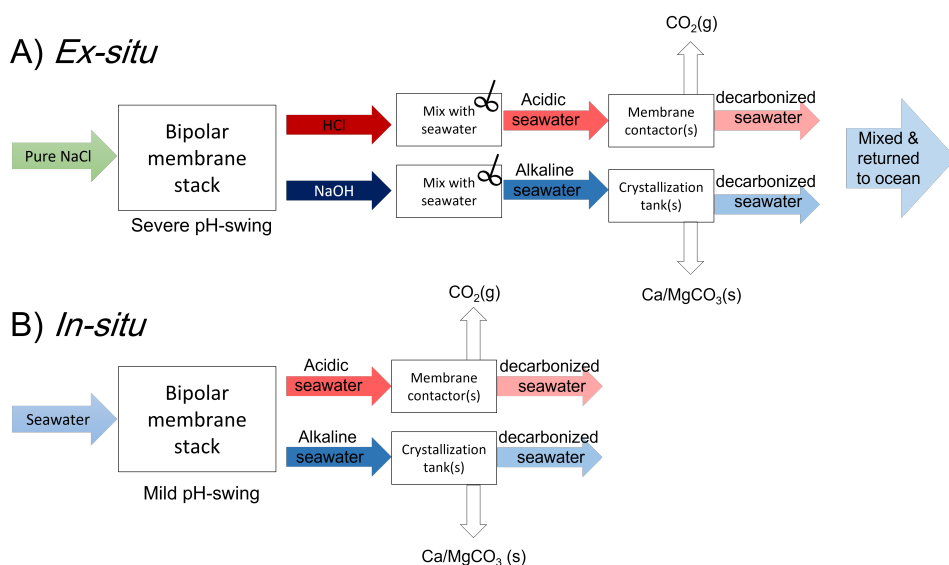 A) Ex-situ
CO2(g)
Pure NaCl
Bipolar
membrane
stack
Severe pH-swing
HCl
NaOH
Mix with
seawater
Mix with
seawater
Acidic
seawater
Alkaline
seawater
Membrane
contactor(s)
Crystallization
tank(s)
decarbonized
seawater
decarbonized
seawater
Mixed &
returned
to ocean
Ca/MgCO3(s)
B) In-situ
CO2(g)
Seawater
Bipolar
membrane
stack
Mild pH-swing
Acidic
seawater
Alkaline
seawater
Membrane
contactor(s)
Crystallization
tank(s)
decarbonized
seawater
decarbonized
seawater
Ca/MgCO3 (s)